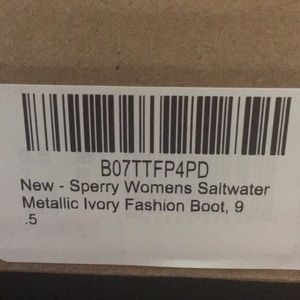 B07TTFP4PD
New - Sperry Womens Saltwater
Metallic Ivory Fashion Boot, 9
.5